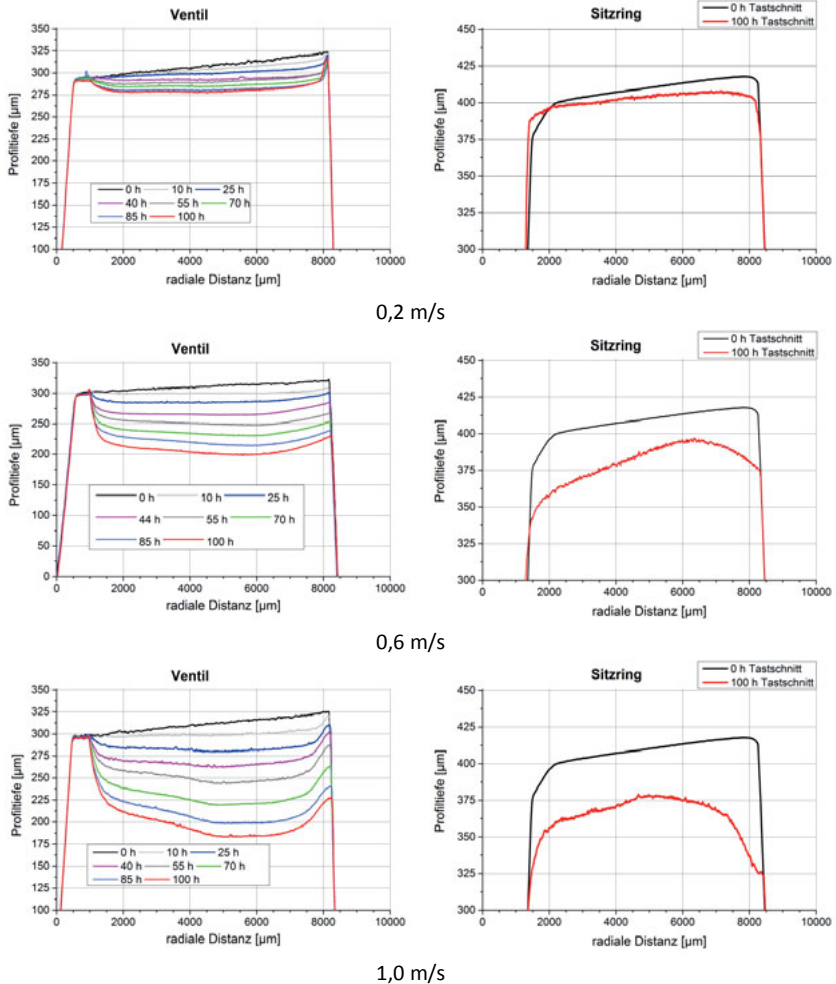 Ventil
Profiltiefe [µm]
350
325
300
275
250
225
200
175
150
125
100
0 h 10 h 25 h
40 h 55 h 70 h
85 h 100 h
0 2000 4000 6000 8000 10000
radiale Distanz [µm]
Sitzring
0 h Tastschnitt
100 h Tastschnitt
Profiltiefe [µm]
450
425
400
375
350
325
300
0 2000 4000 6000 8000 10000
radiale Distanz [µm]
0,2 m/s
Ventil
Profiltiefe [µm]
350
300
250
200
150
100
50
0
0 h 10 h 25 h
44 h 55 h 70 h
85 h 100 h
0 2000 4000 6000 8000 10000
radiale Distanz [µm]
Sitzring
0 h Tastschnitt
100 h Tastschnitt
Profiltiefe [µm]
450
425
400
375
350
325
300
0 2000 4000 6000 8000 10000
radiale Distanz [µm]
0,6 m/s
Ventil
Profiltiefe [µm]
350
325
300
275
250
225
200
175
150
125
100
0 h 10 h 25 h
40 h 55 h 70 h
85 h 100 h
0 2000 4000 6000 8000 10000
radiale Distanz [µm]
Sitzring
0 h Tastschnitt
100 h Tastschnitt
Profiltiefe [µm]
450
425
400
375
350
325
300
0 2000 4000 6000 8000 10000
radiale Distanz [µm]
1,0 m/s